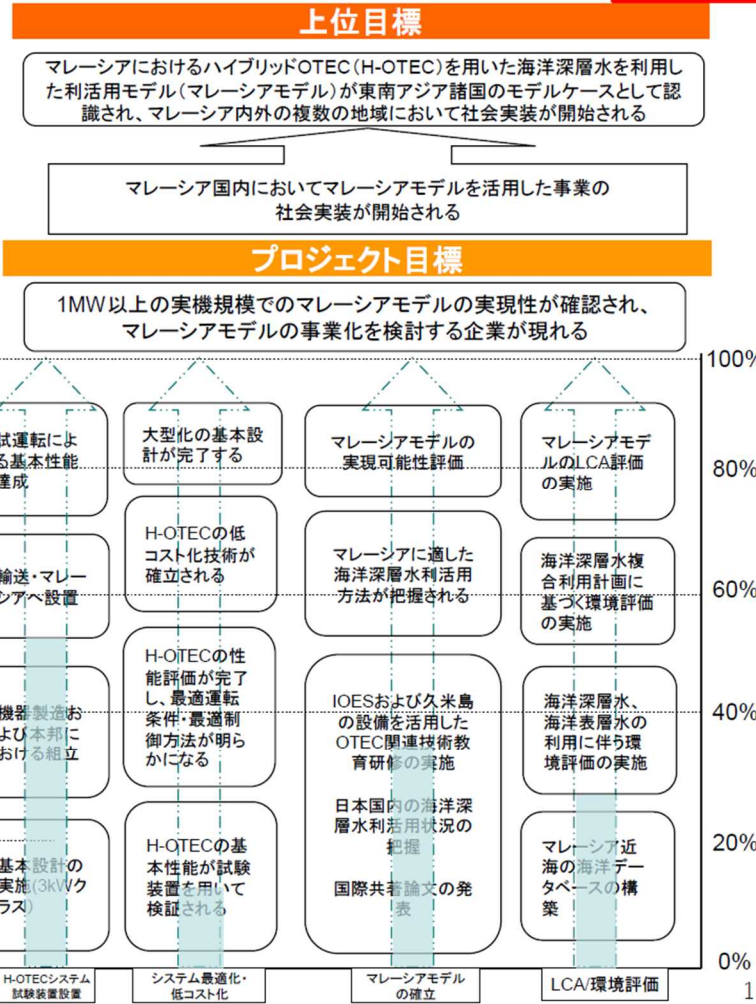 上位目標
マレーシアにおけるハイブリッドOTEC(H-OTEC)を用いた海洋深層水を利用し
た利活用モデル(マレーシアモデル)が東南アジア諸国のモデルケースとして認
識され、マレーシア内外の複数の地域において社会実装が開始される
マレーシア国内においてマレーシアモデルを活用した事業の
社会実装が開始される
プロジェクト目標
1MW以上の実機規模でのマレーシアモデルの実現性が確認され、
マレーシアモデルの事業化を検討する企業が現れる
100%
80%
60%
40%
20%
0%
試運転によ
る基本性能
達成
輸送・マレー
シアへ設置
機器製造お
よび本邦に
おける組立
基本設計の
実施(3kWク
ラス)
H-OTECシステム
試験装置設置
大型化の基本設
計が完了する
H-OTECの低
コスト化技術が
確立される
H-OTECの性
能評価が完了
し、最適運転
条件・最適制
御方法が明ら
かになる
H-OTECの基
本性能が試験
装置を用いて
検証される
システム最適化・
低コスト化
マレーシアモデルの
実現可能性評価
マレーシアに適した
海洋深層水利活用
方法が把握される
IOESおよび久米島
の設備を活用した
OTEC関連技術教
育研修の実施
日本国内の海洋深
層水利活用状況の
把握
国際共著論文の発
表
マレーシアモデル
の確立
マレーシアモデ
ルのLCA評価
の実施
海洋深層水複
合利用計画に
基づく環境評価
の実施
海洋深層水、
海洋表層水の
利用に伴う環
境評価の実施
マレーシア近
海の海洋デー
タベースの構
築
LCA/環境評価
1